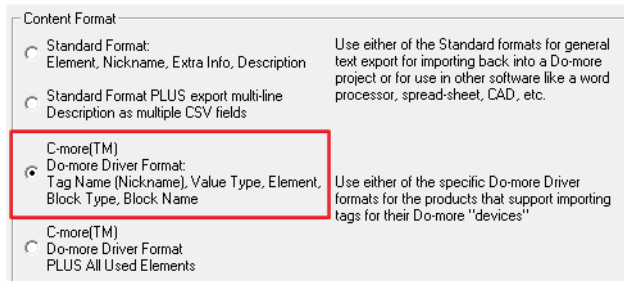 Content Format
Standard Format:
Element, Nickname, Extra Info, Description
Standard Format PLUS export multi-line
Description as multiple CSV fields
Use either of the Standard formats for general
text export for importing back into a Do-more
project or for use in other software like a word
processor, spread-sheet, CAD, etc.
C-more(TM)
Do-more Driver Format:
Tag Name (Nickname), Value Type, Element,
Block Type, Block Name
C-more(TM)
Do-more Driver Format
PLUS All Used Elements
Use either of the specific Do-more Driver
formats for the products that support importing
tags for their Do-more "devices"